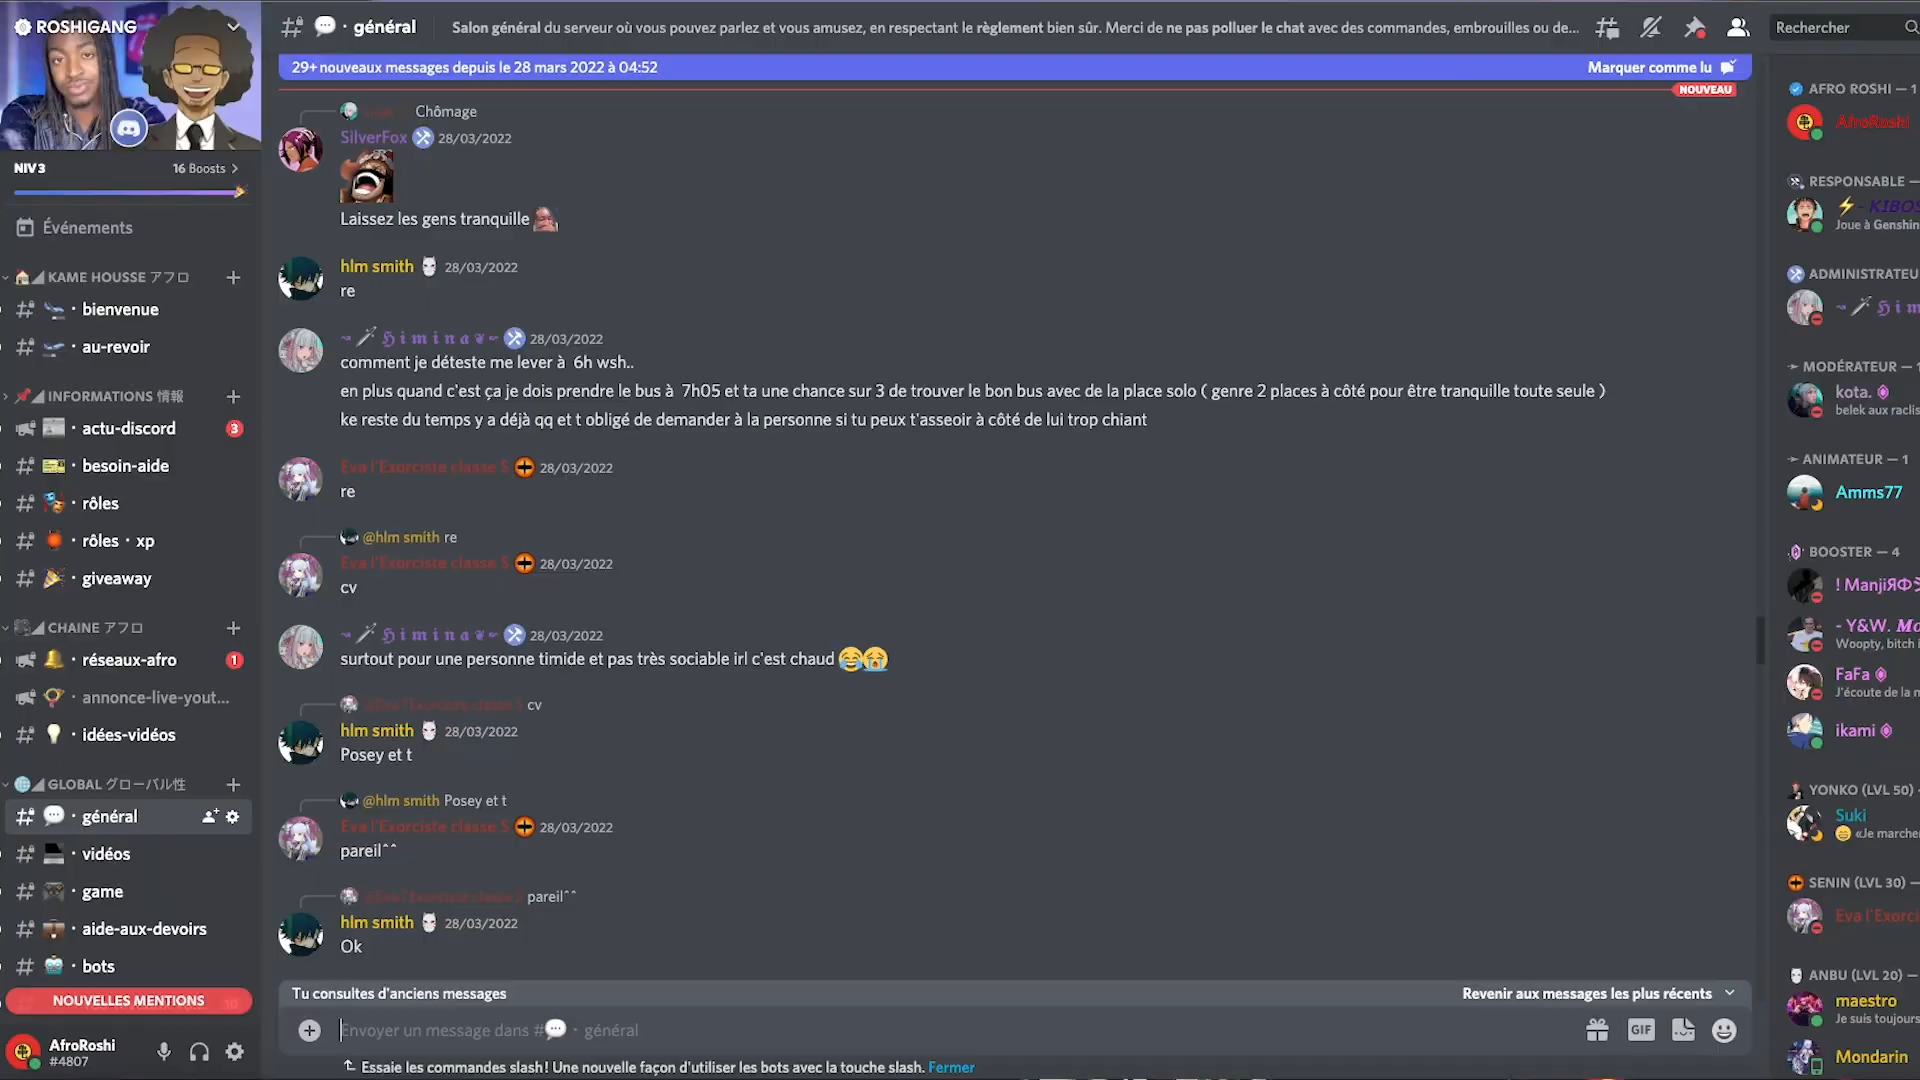 ROSHIGANG
NIV 3
16 Boosts
Événements
KAME HOUSSE アフロ
bienvenue
au-revoir
INFORMATIONS 情報
actu-discord
3
besoin-aide
rôles
rôles・xp
giveaway
CHAINE アフロ
réseaux-afro
1
annonce-live-yout...
idées-vidéos
GLOBAL グローバル性
général
vidéos
game
aide-aux-devoirs
bots
NOUVELLES MENTIONS
AfroRoshi
#4807
général
Salon général du serveur où vous pouvez parlez et vous amusez, en respectant le règlement bien sûr. Merci de ne pas polluer le chat avec des commandes, embrouilles ou de...
Rechercher
29+ nouveaux messages depuis le 28 mars 2022 à 04:52
Marquer comme lu
NOUVEAU
Chômage
SilverFox 28/03/2022
Laissez les gens tranquille
hlm smith 28/03/2022
re
𝕳 𝖎 𝖒 𝖎 𝖓 𝖆 28/03/2022
comment je déteste me lever à  6h wsh..
en plus quand c'est ça je dois prendre le bus à  7h05 et ta une chance sur 3 de trouver le bon bus avec de la place solo ( genre 2 places à côté pour être tranquille toute seule )
ke reste du temps y a déjà qq et t obligé de demander à la personne si tu peux t'asseoir à côté de lui trop chiant
Eva l'Exorciste classe S 28/03/2022
re
@hlm smith re
Eva l'Exorciste classe S 28/03/2022
cv
𝕳 𝖎 𝖒 𝖎 𝖓 𝖆 28/03/2022
surtout pour une personne timide et pas très sociable irl c'est chaud 😂😭
@Eva l'Exorciste classe S cv
hlm smith 28/03/2022
Posey et t
@hlm smith Posey et t
Eva l'Exorciste classe S 28/03/2022
pareil^^
@Eva l'Exorciste classe S pareil^^
hlm smith 28/03/2022
Ok
Tu consultes d'anciens messages
Revenir aux messages les plus récents
Envoyer un message dans #💬・général
GIF
Essaie les commandes slash ! Une nouvelle façon d'utiliser les bots avec la touche slash. Fermer
AFRO ROSHI — 1
AfroRoshi
RESPONSABLE —
⚡- KIBOS
Joue à Genshin
ADMINISTRATEU
𝕳 𝖎 𝖒
MODÉRATEUR — 1
kota.
belek aux raclis
ANIMATEUR — 1
Amms77
BOOSTER — 4
! ManjiЯФ
- Y&W. Mo
Woopty, bitch i
FaFa
J'écoute de la m
ikami
YONKO (LVL 50) -
Suki
«Je marche
SENIN (LVL 30) —
Eva l'Exorci
ANBU (LVL 20) —
maestro
Je suis toujours
Mondarin